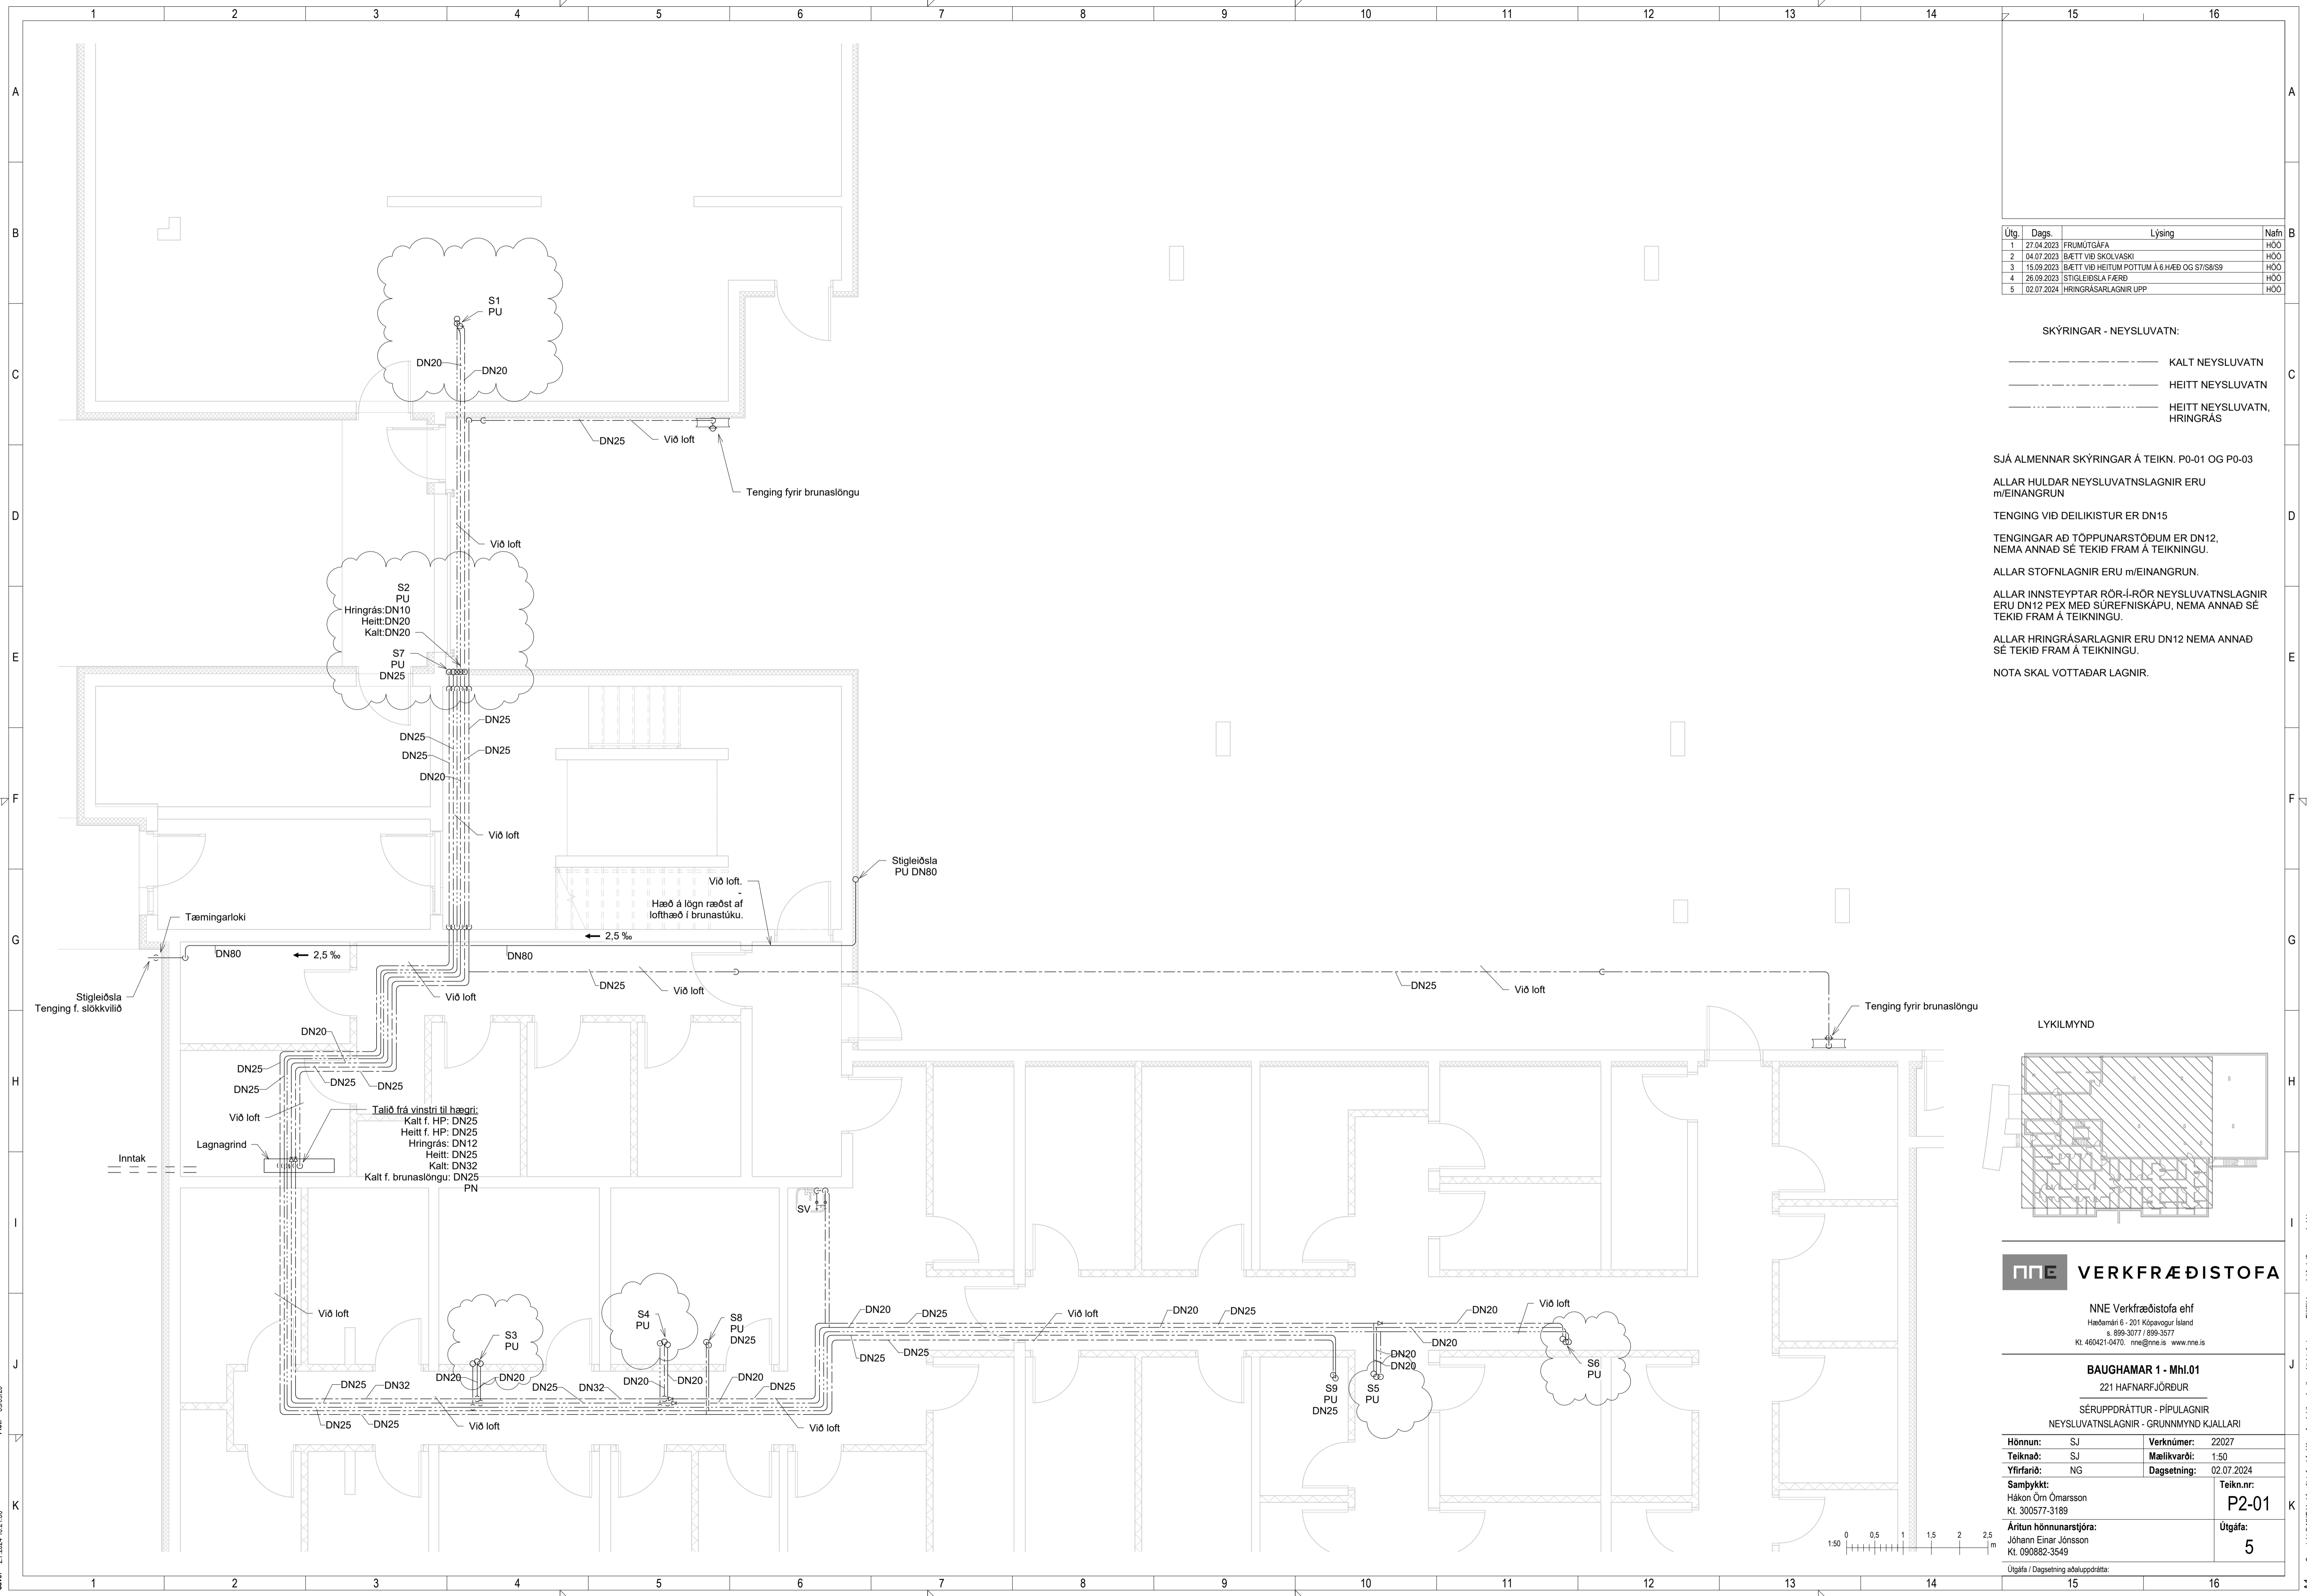 1 2 3 4 5 6 7 8 9 10 11 12 13 14 15 16
A
B
C
D
E
F
G
H
I
J
K
S1
PU
DN20
DN20
DN25
Við loft
Tenging fyrir brunaslöngu
Við loft
S2
PU
Hringrás:DN10
Heitt:DN20
Kalt:DN20
S7
PU
DN25
DN25
DN25
DN25
DN25
DN20
Við loft
Stigleiðsla
PU DN80
Við loft.
-
Hæð á lögn ræðst af
lofthæð í brunastúku.
Tæmingarloki
2,5 ‰
DN80
2,5 ‰
DN80
Stigleiðsla
Tenging f. slökkvilið
Við loft
DN25
Við loft
DN25
Við loft
Tenging fyrir brunaslöngu
DN20
DN25
DN25
DN25
DN25
Við loft
Talið frá vinstri til hægri:
Kalt f. HP: DN25
Heitt f. HP: DN25
Hringrás: DN12
Heitt: DN25
Kalt: DN32
Kalt f. brunaslöngu: DN25
PN
Lagnagrind
Inntak
SV
Við loft
S3
PU
S4
PU
S8
PU
DN25
DN20
DN20
DN25
DN32
DN25
DN32
DN20
DN20
DN20
DN25
DN25
DN25
Við loft
Við loft
DN20
DN25
Við loft
DN20
DN25
DN20
Við loft
DN25
DN25
DN20
DN20
DN20
S9
PU
DN25
S5
PU
S6
PU
Útg. Dags. Lýsing Nafn
1 27.04.2023 FRUMÚTGÁFA HÖÓ
2 04.07.2023 BÆTT VIÐ SKOLVASKI HÖÓ
3 15.09.2023 BÆTT VIÐ HEITUM POTTUM Á 6.HÆÐ OG S7/S8/S9 HÖÓ
4 26.09.2023 STIGLEIÐSLA FÆRÐ HÖÓ
5 02.07.2024 HRINGRÁSARLAGNIR UPP HÖÓ
SKÝRINGAR - NEYSLUVATN:
KALT NEYSLUVATN
HEITT NEYSLUVATN
HEITT NEYSLUVATN,
HRINGRÁS
SJÁ ALMENNAR SKÝRINGAR Á TEIKN. P0-01 OG P0-03
ALLAR HULDAR NEYSLUVATNSLAGNIR ERU
m/EINANGRUN
TENGING VIÐ DEILIKISTUR ER DN15
TENGINGAR AÐ TÖPPUNARSTÖÐUM ER DN12,
NEMA ANNAÐ SÉ TEKIÐ FRAM Á TEIKNINGU.
ALLAR STOFNLAGNIR ERU m/EINANGRUN.
ALLAR INNSTEYPTAR RÖR-Í-RÖR NEYSLUVATNSLAGNIR
ERU DN12 PEX MEÐ SÚREFNISKÁPU, NEMA ANNAÐ SÉ
TEKIÐ FRAM Á TEIKNINGU.
ALLAR HRINGRÁSARLAGNIR ERU DN12 NEMA ANNAÐ
SÉ TEKIÐ FRAM Á TEIKNINGU.
NOTA SKAL VOTTAÐAR LAGNIR.
LYKILMYND
NNE VERKFRÆÐISTOFA
NNE Verkfræðistofa ehf
Hæðarnári 6 - 201 Kópavogur Ísland
s. 899-3077 / 899-3577
Kt. 460421-0470. nne@nne.is www.nne.is
BAUGHAMAR 1 - Mhl.01
221 HAFNARFJÖRÐUR
SÉRUPPDRÁTTUR - PÍPULAGNIR
NEYSLUVATNSLAGNIR - GRUNNMYND KJALLARI
Hönnun: SJ Verknúmer: 22027
Teiknað: SJ Mælikvarði: 1:50
Yfirfarið: NG Dagsetning: 02.07.2024
Samþykkt: Teikn.nr:
Hákon Örn Ómarsson
Kt. 300577-3189
P2-01
Áritun hönnunarstjóra: Útgáfa:
Jóhann Einar Jónsson
Kt. 090882-3549
5
Útgáfa / Dagsetning aðaluppdrátta:
1:50 0 0,5 1 1,5 2 2,5 m
1 2 3 4 5 6 7 8 9 10 11 12 13 14 15 16